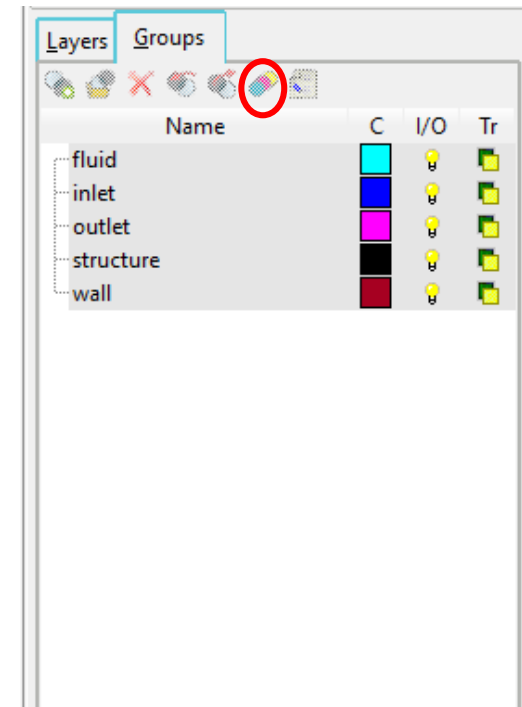 Layers Groups
Name C I/O Tr
fluid
inlet
outlet
structure
wall